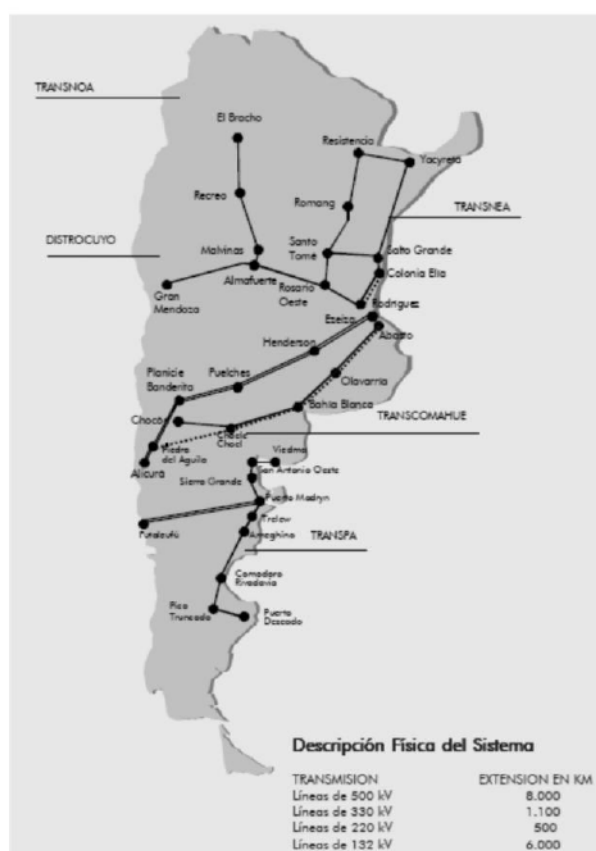 TRANSNOA
El Bracho
Resistencia
Yacyretá
Recreo
Romang
TRANSNEA
DISTROCUYO
Malvinas
Santo
Tomé
Salto Grande
Colonia Elia
Almafuerte
Gran
Mendoza
Rosario
Oeste
Rodriguez
Ezeiza
Abasto
Henderson
Planicie
Banderita
Puelches
Olavarria
Bahía Blanca
Chocón
TRANSCOMAHUE
Choele
Choel
Piedra
del Aguila
Viedma
Alicurá
San Antonio Oeste
Sierra Grande
Puerto Madryn
Trelew
Futaleufú
Ameghino
TRANSPA
Comodoro
Rivadavia
Pico
Truncado
Puerto
Deseado
Descripción Física del Sistema
TRANSMISION EXTENSION EN KM
Líneas de 500 kV 8.000
Líneas de 330 kV 1.100
Líneas de 220 kV 500
Líneas de 132 kV 6.000